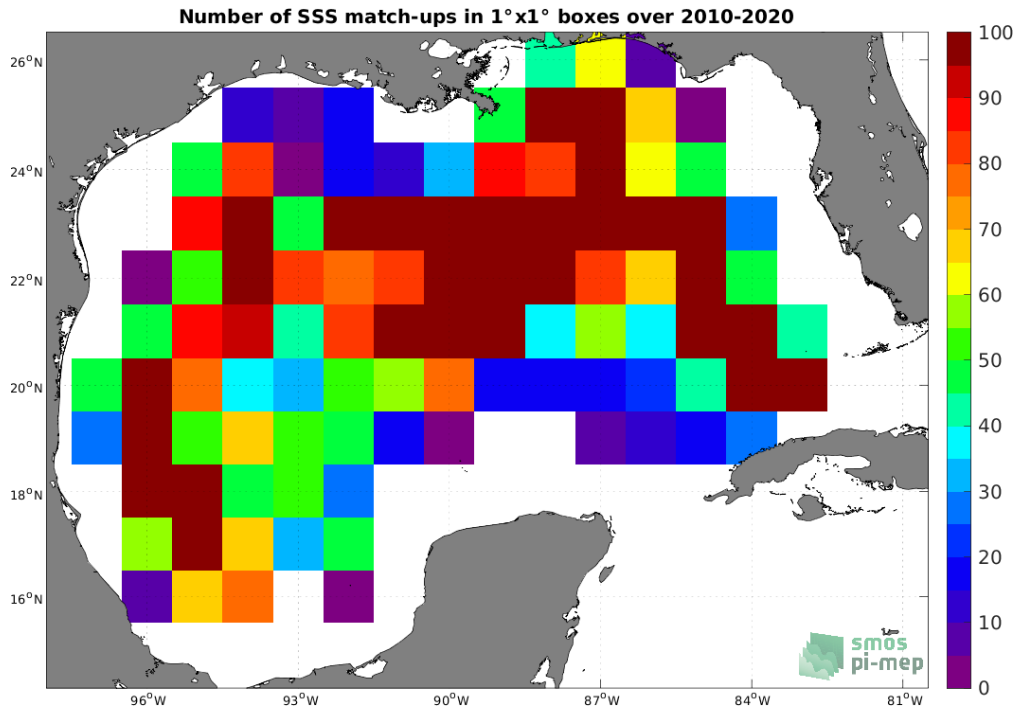 Number of SSS match-ups in 1°x1° boxes over 2010-2020
26°N
24°N
22°N
20°N
18°N
16°N
96°W
93°W
90°W
87°W
84°W
81°W
100
90
80
70
60
50
40
30
20
10
0
smos
pi-mep